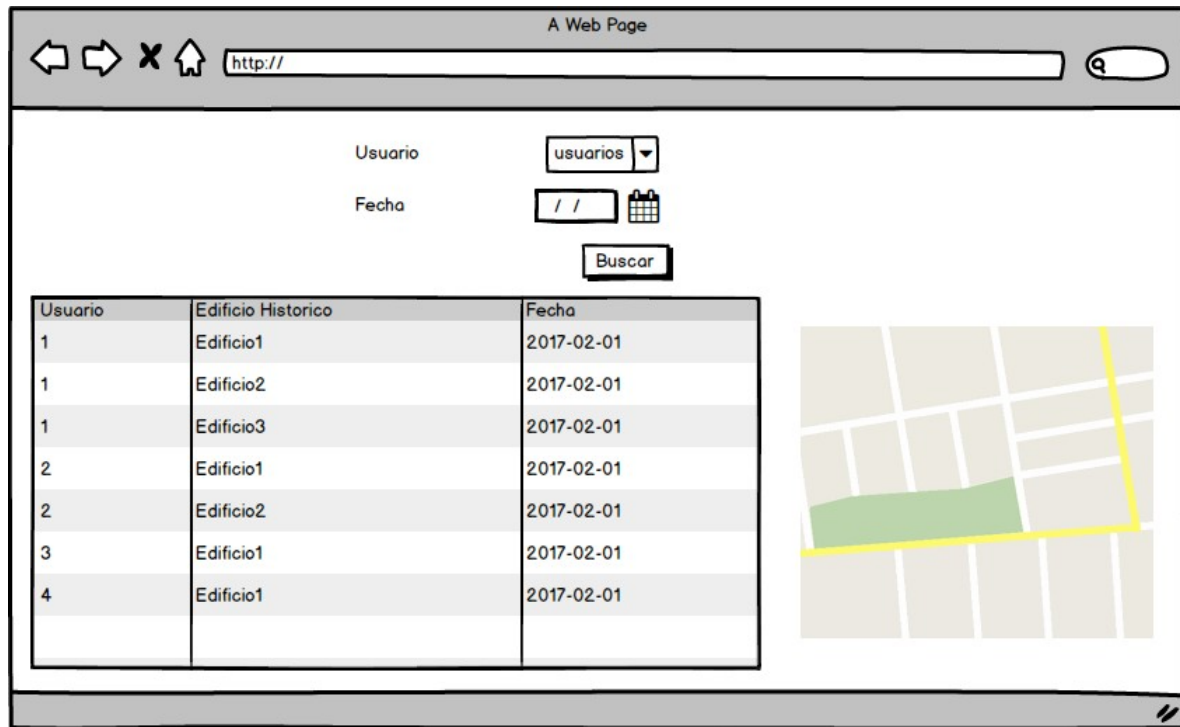 A Web Page
http://
Usuario usuarios
Fecha / /
Buscar
Usuario Edificio Historico Fecha
1 Edificio1 2017-02-01
1 Edificio2 2017-02-01
1 Edificio3 2017-02-01
2 Edificio1 2017-02-01
2 Edificio2 2017-02-01
3 Edificio1 2017-02-01
4 Edificio1 2017-02-01